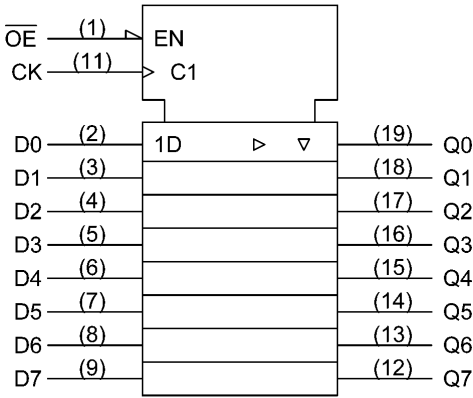 O̅E̅ (1) EN
CK (11) C1
D0 (2) 1D (19) Q0
D1 (3) (18) Q1
D2 (4) (17) Q2
D3 (5) (16) Q3
D4 (6) (15) Q4
D5 (7) (14) Q5
D6 (8) (13) Q6
D7 (9) (12) Q7